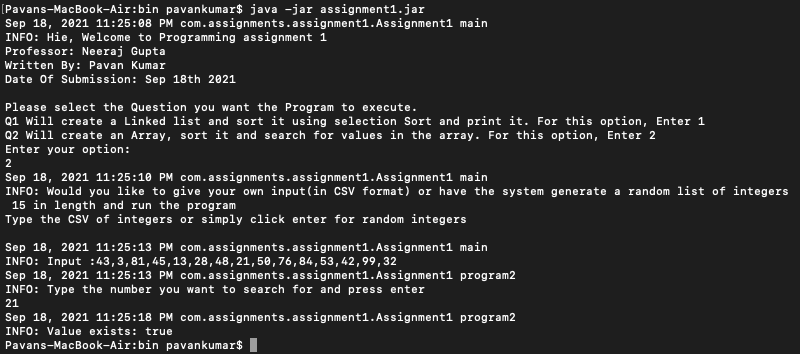 [Pavans-MacBook-Air:bin pavankumar$ java -jar assignment1.jar
Sep 18, 2021 11:25:08 PM com.assignments.assignment1.Assignment1 main
INFO: Hie, Welcome to Programming assignment 1
Professor: Neeraj Gupta
Written By: Pavan Kumar
Date Of Submission: Sep 18th 2021
Please select the Question you want the Program to execute.
Q1 Will create a Linked list and sort it using selection Sort and print it. For this option, Enter 1
Q2 Will create an Array, sort it and search for values in the array. For this option, Enter 2
Enter your option:
2
Sep 18, 2021 11:25:10 PM com.assignments.assignment1.Assignment1 main
INFO: Would you like to give your own input(in CSV format) or have the system generate a random list of integers
15 in length and run the program
Type the CSV of integers or simply click enter for random integers
Sep 18, 2021 11:25:13 PM com.assignments.assignment1.Assignment1 main
INFO: Input :43,3,81,45,13,28,48,21,50,76,84,53,42,99,32
Sep 18, 2021 11:25:13 PM com.assignments.assignment1.Assignment1 program2
INFO: Type the number you want to search for and press enter
21
Sep 18, 2021 11:25:18 PM com.assignments.assignment1.Assignment1 program2
INFO: Value exists: true
Pavans-MacBook-Air:bin pavankumar$